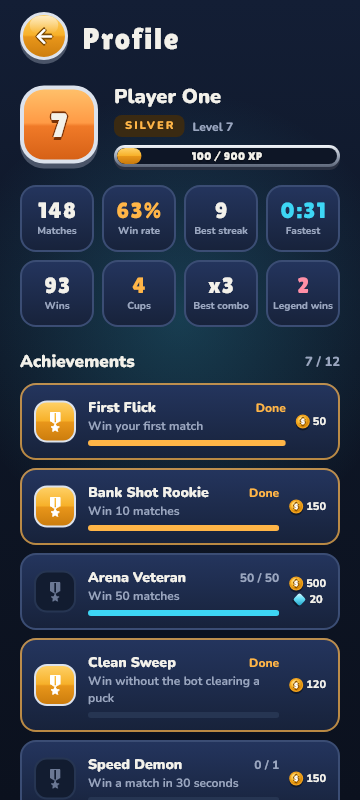 Profile
7
Player One
SILVER Level 7
100 / 900 XP
148 63% 9 0:31
Matches Win rate Best streak Fastest
93 4 x3 2
Wins Cups Best combo Legend wins
Achievements 7 / 12
First Flick Done
Win your first match 50
Bank Shot Rookie Done
Win 10 matches 150
Arena Veteran 50 / 50 500
Win 50 matches 20
Clean Sweep Done
Win without the bot clearing a 120
puck
Speed Demon 0 / 1
Win a match in 30 seconds 150